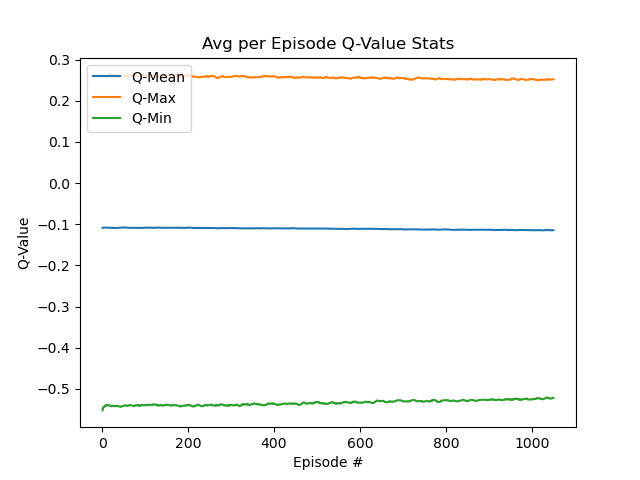 Avg per Episode Q-Value Stats
Q-Mean
Q-Max
Q-Min
0.3
0.2
0.1
0.0
−0.1
−0.2
−0.3
−0.4
−0.5
Q-Value
0 200 400 600 800 1000
Episode #